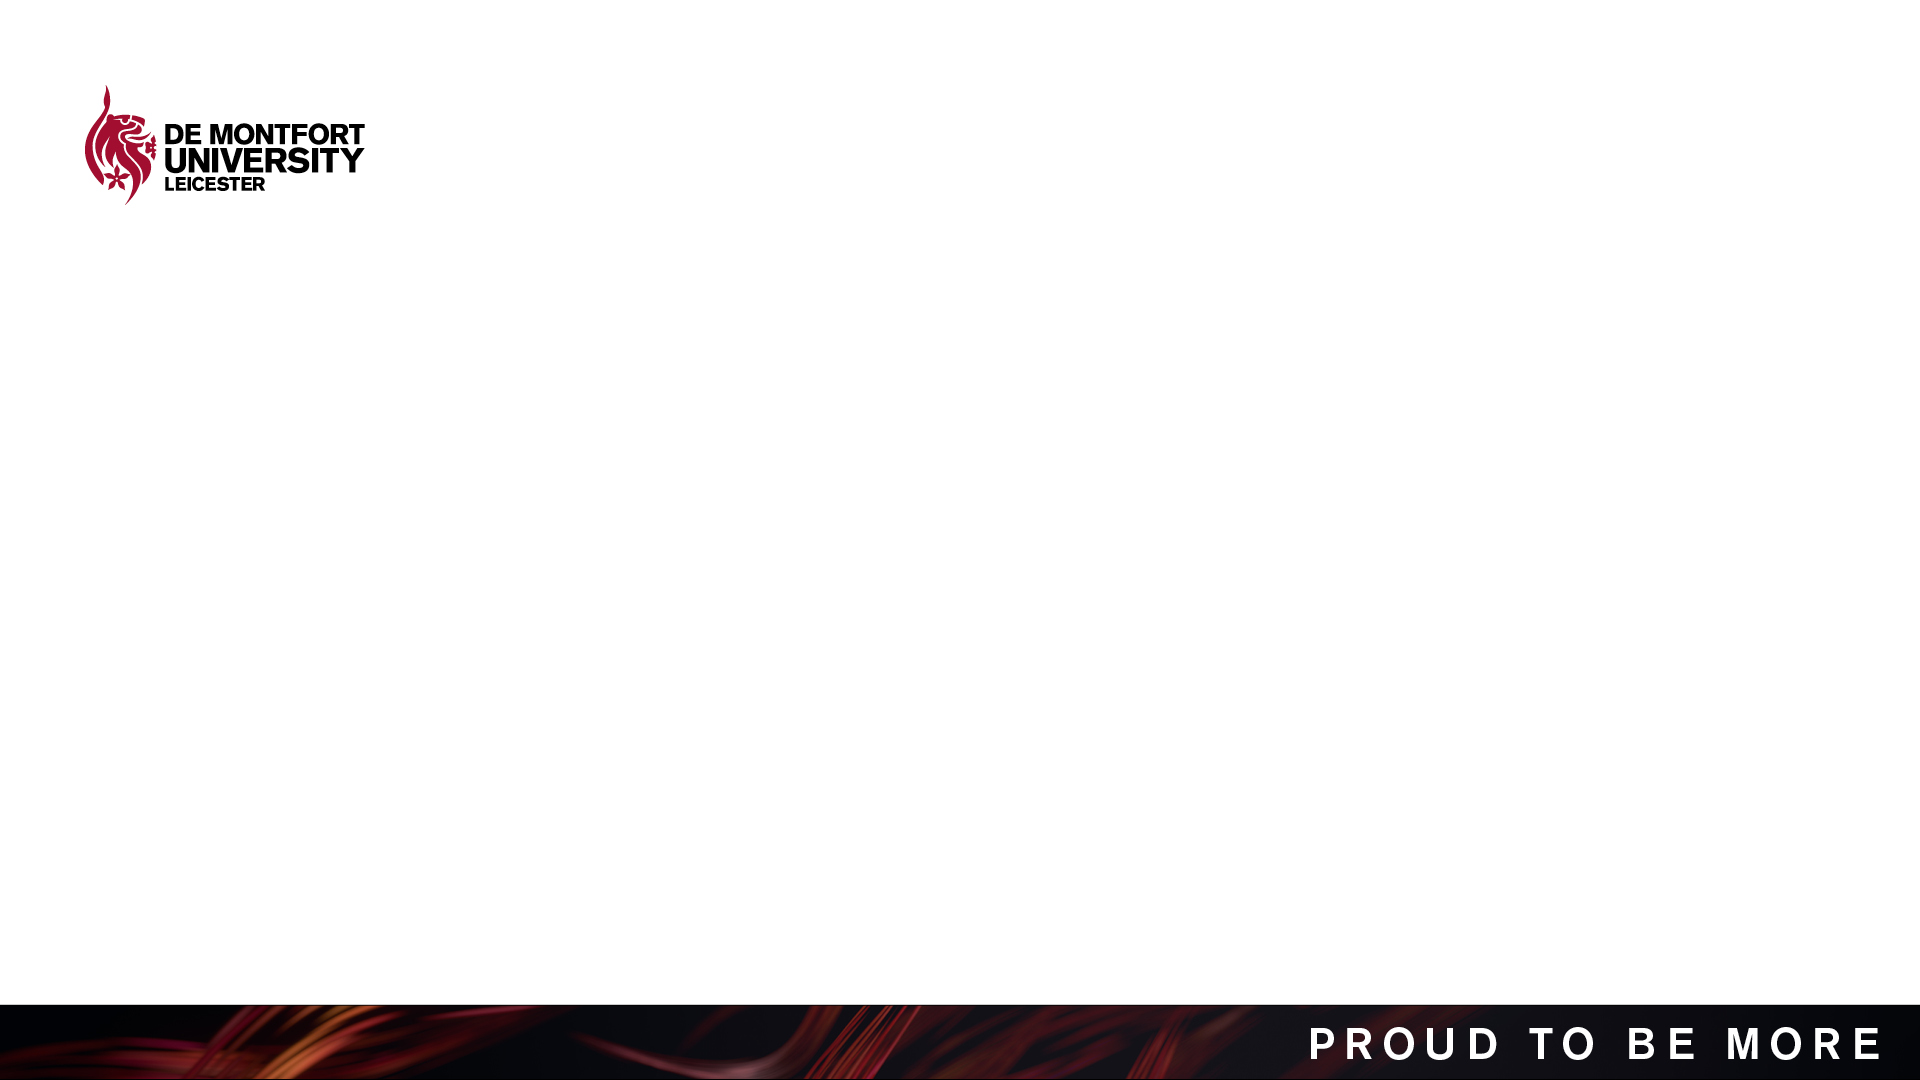 DE MONTFORT
UNIVERSITY
LEICESTER
PROUD TO BE MORE